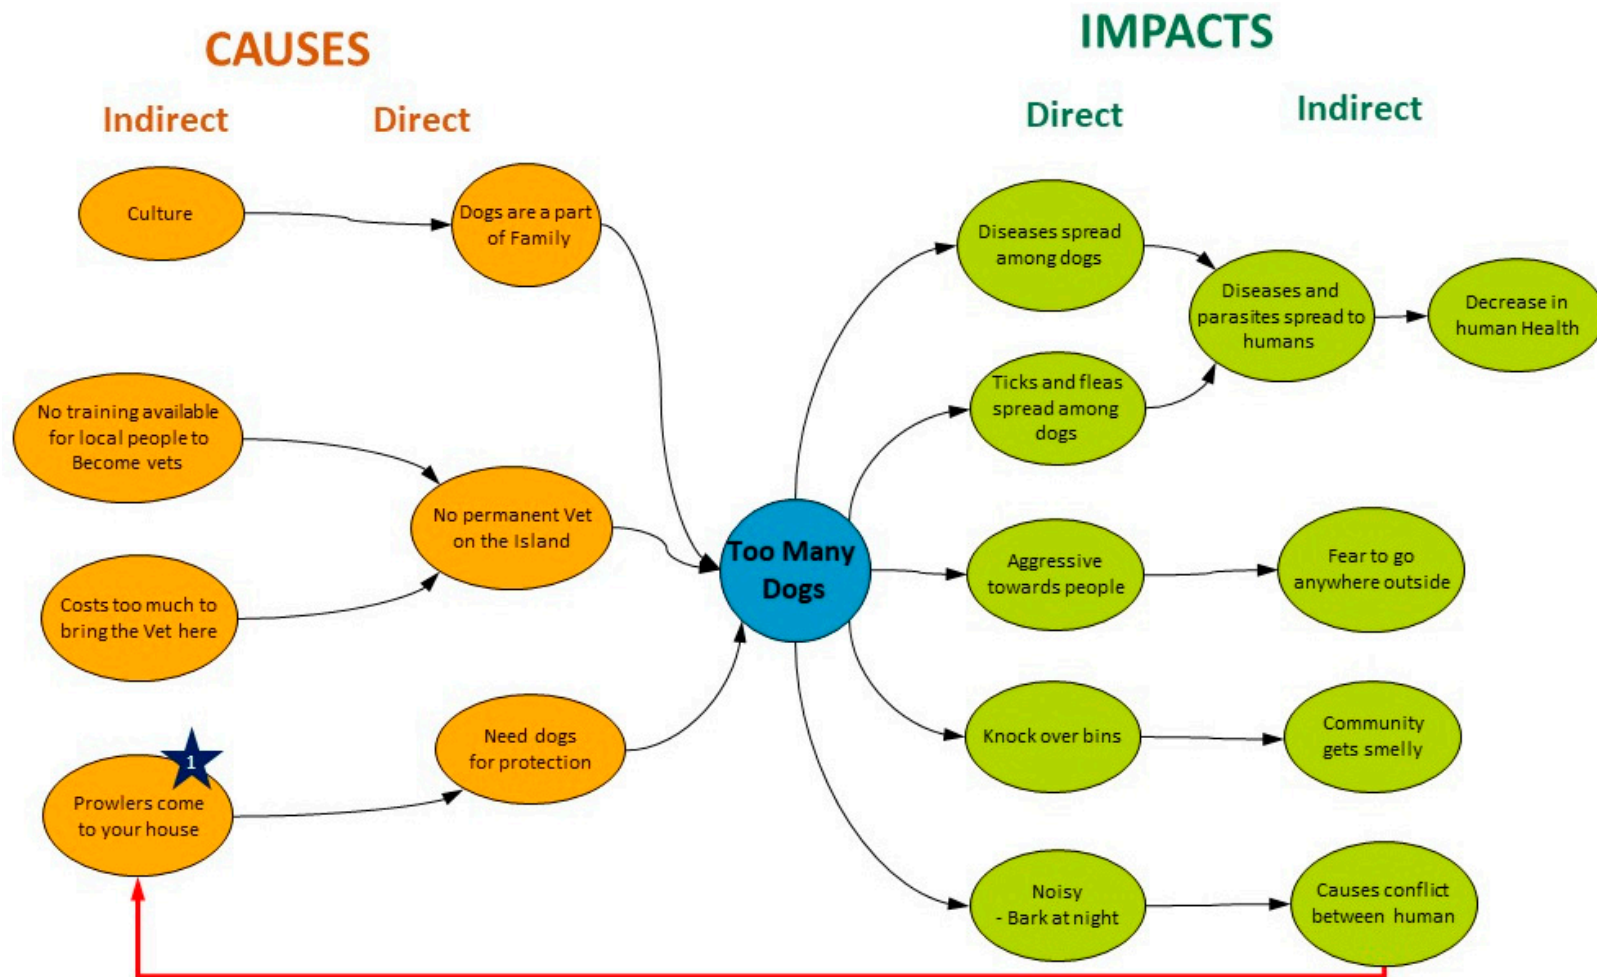 CAUSES
IMPACTS
Indirect
Direct
Direct
Indirect
Culture
Dogs are a part
of Family
No training available
for local people to
Become vets
No permanent Vet
on the Island
Costs too much to
bring the Vet here
1
Prowlers come
to your house
Need dogs
for protection
Too Many
Dogs
Diseases spread
among dogs
Diseases and
parasites spread to
humans
Decrease in
human Health
Ticks and fleas
spread among
dogs
Aggressive
towards people
Fear to go
anywhere outside
Knock over bins
Community
gets smelly
Noisy
- Bark at night
Causes conflict
between human